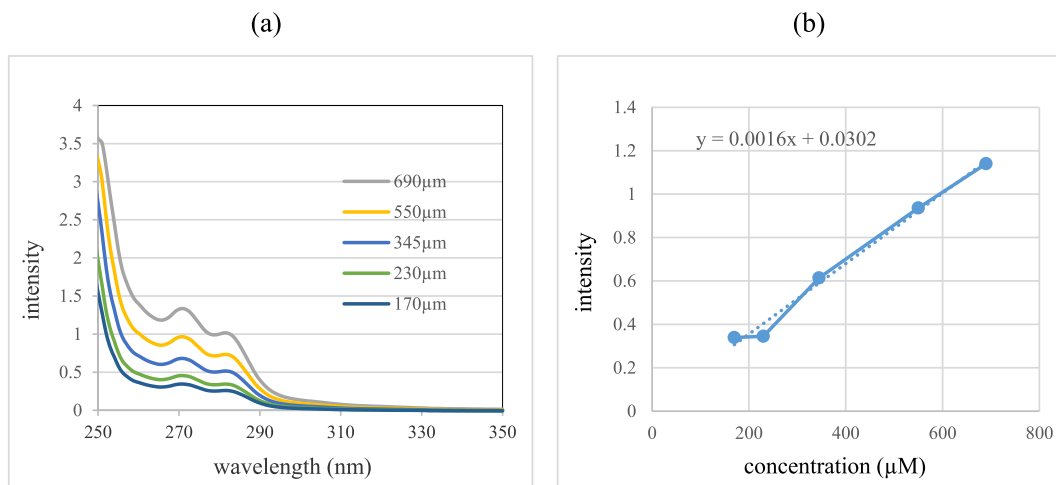 (a)
(b)
4
3.5
3
2.5
2
1.5
1
0.5
0
250
270
290
310
330
350
intensity
wavelength (nm)
690µm
550µm
345µm
230µm
170µm
1.4
1.2
1
0.8
0.6
0.4
0.2
0
0
200
400
600
800
intensity
concentration (µM)
y = 0.0016x + 0.0302